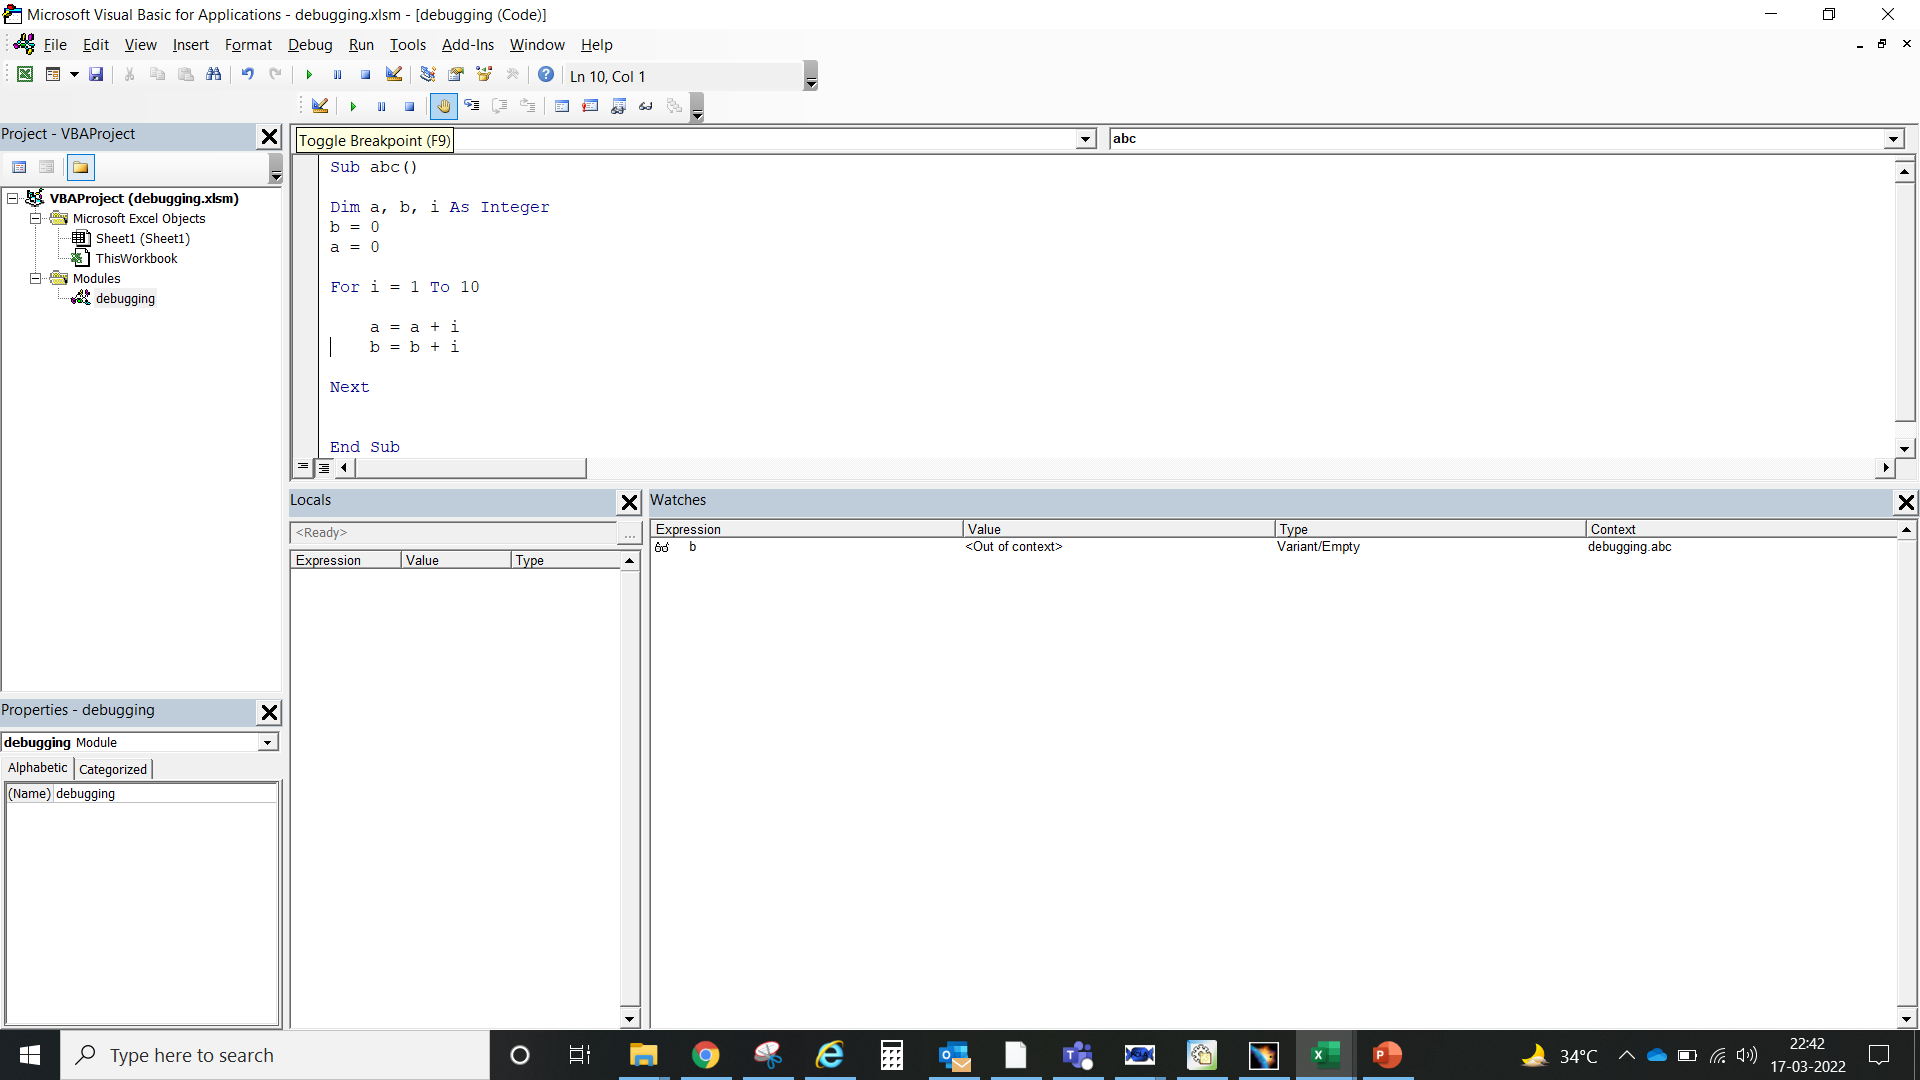 Microsoft Visual Basic for Applications - debugging.xlsm - [debugging (Code)]
File Edit View Insert Format Debug Run Tools Add-Ins Window Help
Ln 10, Col 1
Project - VBAProject
Toggle Breakpoint (F9)
abc
VBAProject (debugging.xlsm)
Microsoft Excel Objects
Sheet1 (Sheet1)
ThisWorkbook
Modules
debugging
Sub abc()
Dim a, b, i As Integer
b = 0
a = 0
For i = 1 To 10
a = a + i
b = b + i
Next
End Sub
Locals
<Ready>
...
Expression Value Type
Watches
Expression Value Type Context
b <Out of context> Variant/Empty debugging.abc
Properties - debugging
debugging Module
Alphabetic Categorized
(Name) debugging
Type here to search
34°C
22:42
17-03-2022